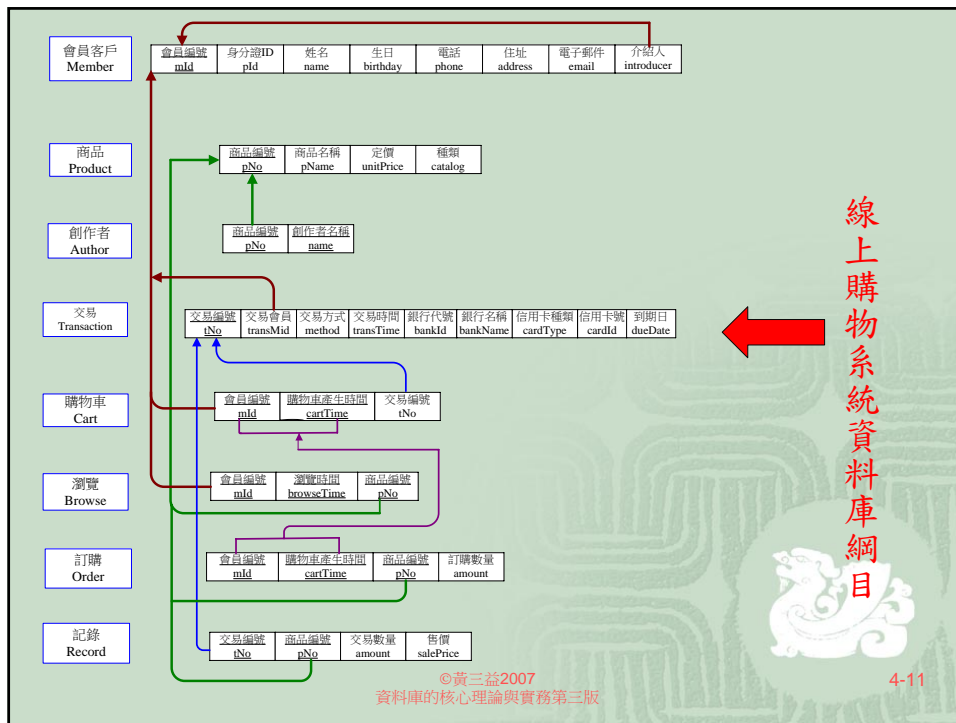 會員客戶
Member
會員編號 身分證ID 姓名 生日 電話 住址 電子郵件 介紹人
mId pId name birthday phone address email introducer
商品
Product
商品編號 商品名稱 定價 種類
pNo pName unitPrice catalog
創作者
Author
商品編號 創作者名稱
pNo name
交易
Transaction
交易編號 交易會員 交易方式 交易時間 銀行代號 銀行名稱 信用卡種類 信用卡號 到期日
tNo transMid method transTime bankId bankName cardType cardId dueDate
購物車
Cart
會員編號 購物車產生時間 交易編號
mId cartTime tNo
瀏覽
Browse
會員編號 瀏覽時間 商品編號
mId browseTime pNo
訂購
Order
會員編號 購物車產生時間 商品編號 訂購數量
mId cartTime pNo amount
記錄
Record
交易編號 商品編號 交易數量 售價
tNo pNo amount salePrice
線上購物系統資料庫綱目
©黃三益2007
資料庫的核心理論與實務第三版
4-11